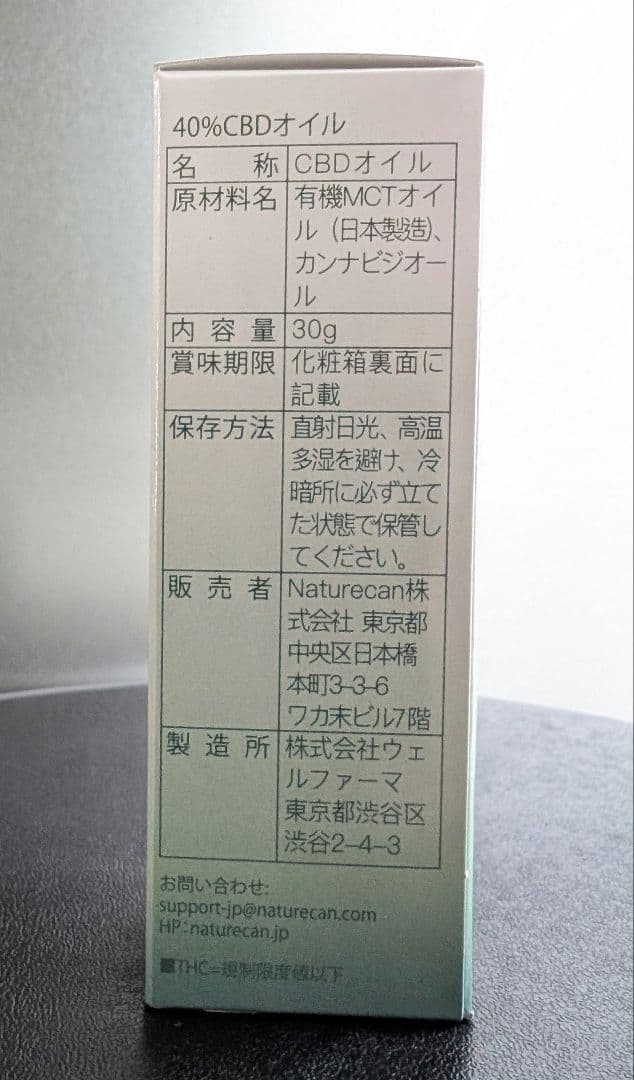 40%CBDオイル
名称 CBDオイル
原材料名 有機MCTオイ
ル（日本製造）、
カンナビジオー
ル
内容量 30g
賞味期限 化粧箱裏面に
記載
保存方法 直射日光、高温
多湿を避け、冷
暗所に必ず立て
た状態で保管し
てください。
販売者 Naturecan株
式会社 東京都
中央区日本橋
本町3-3-6
ワカ末ビル7階
製造所 株式会社ウェ
ルファーマ
東京都渋谷区
渋谷2-4-3
お問い合わせ:
support-jp@naturecan.com
HP:naturecan.jp
■THC=規制限度値以下